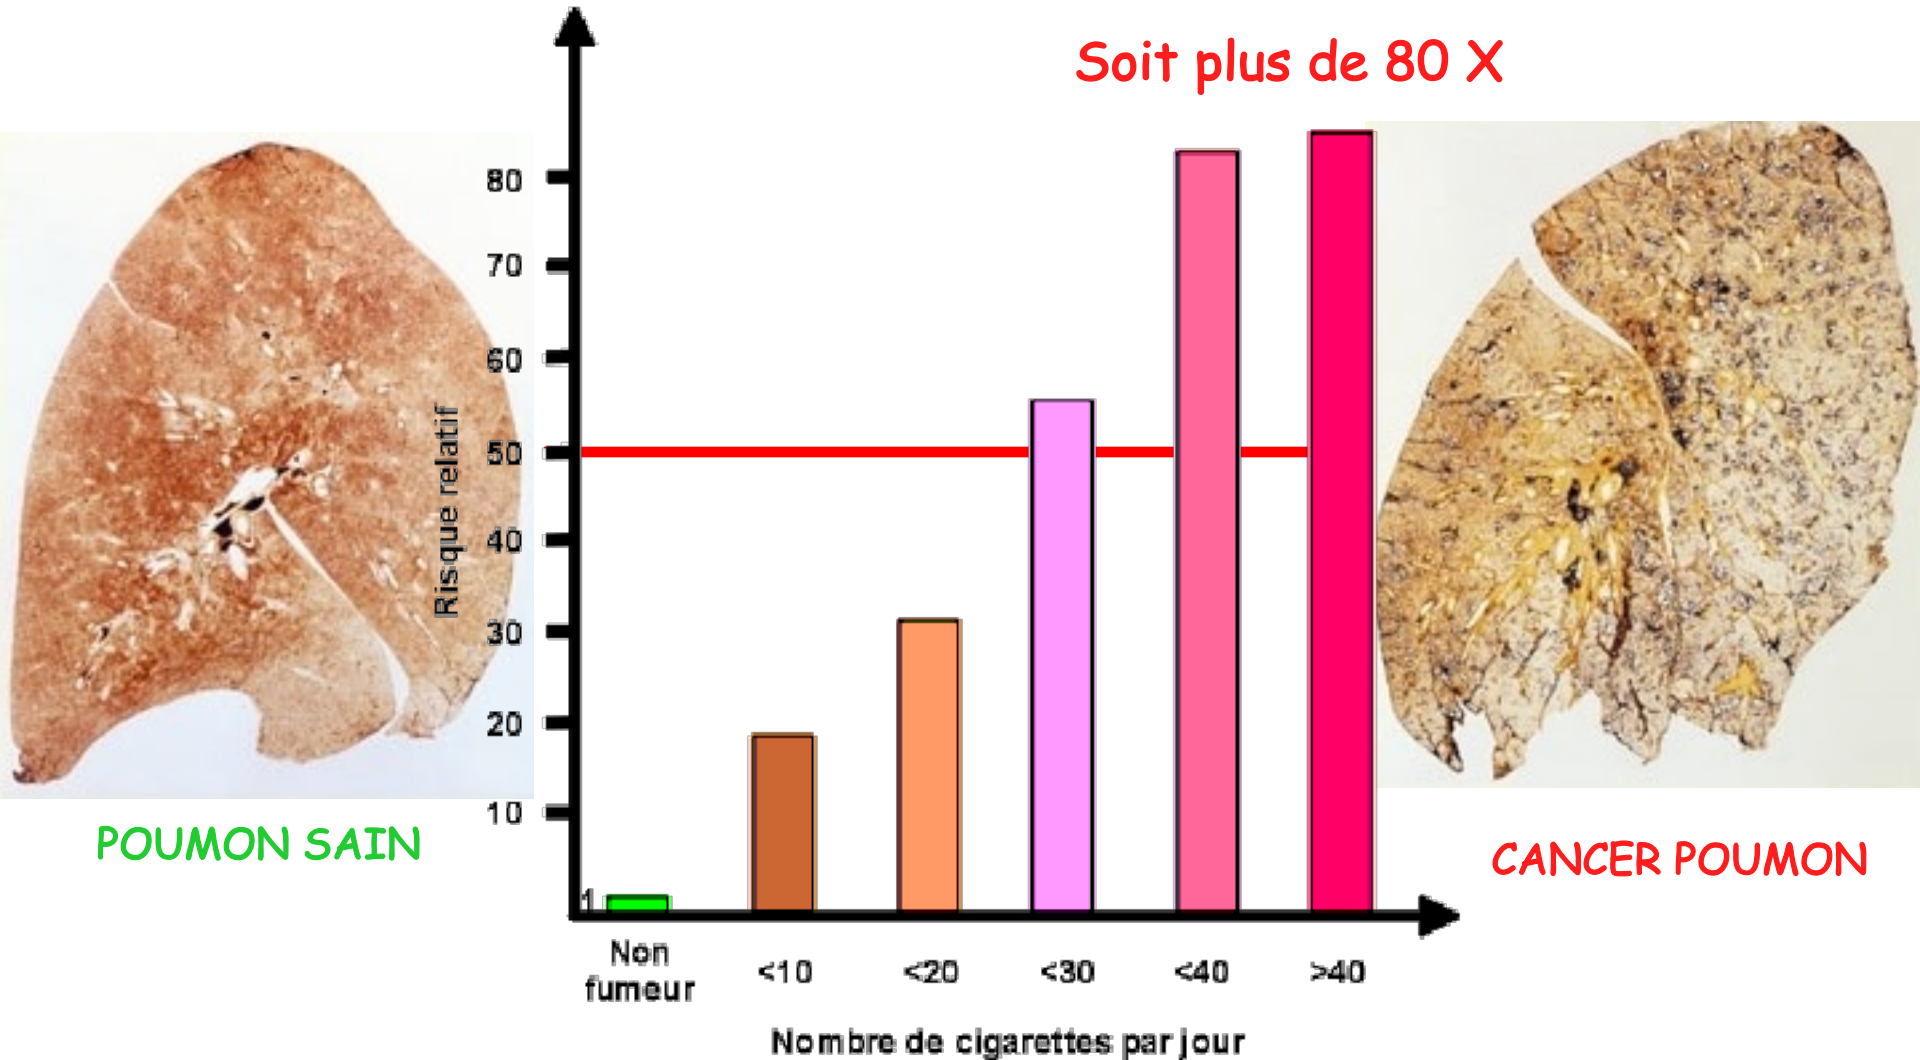 Soit plus de 80 X
Risque relatif
80
70
60
50
40
30
20
10
1
Non
fumeur
<10
<20
<30
<40
>40
Nombre de cigarettes par jour
POUMON SAIN
CANCER POUMON